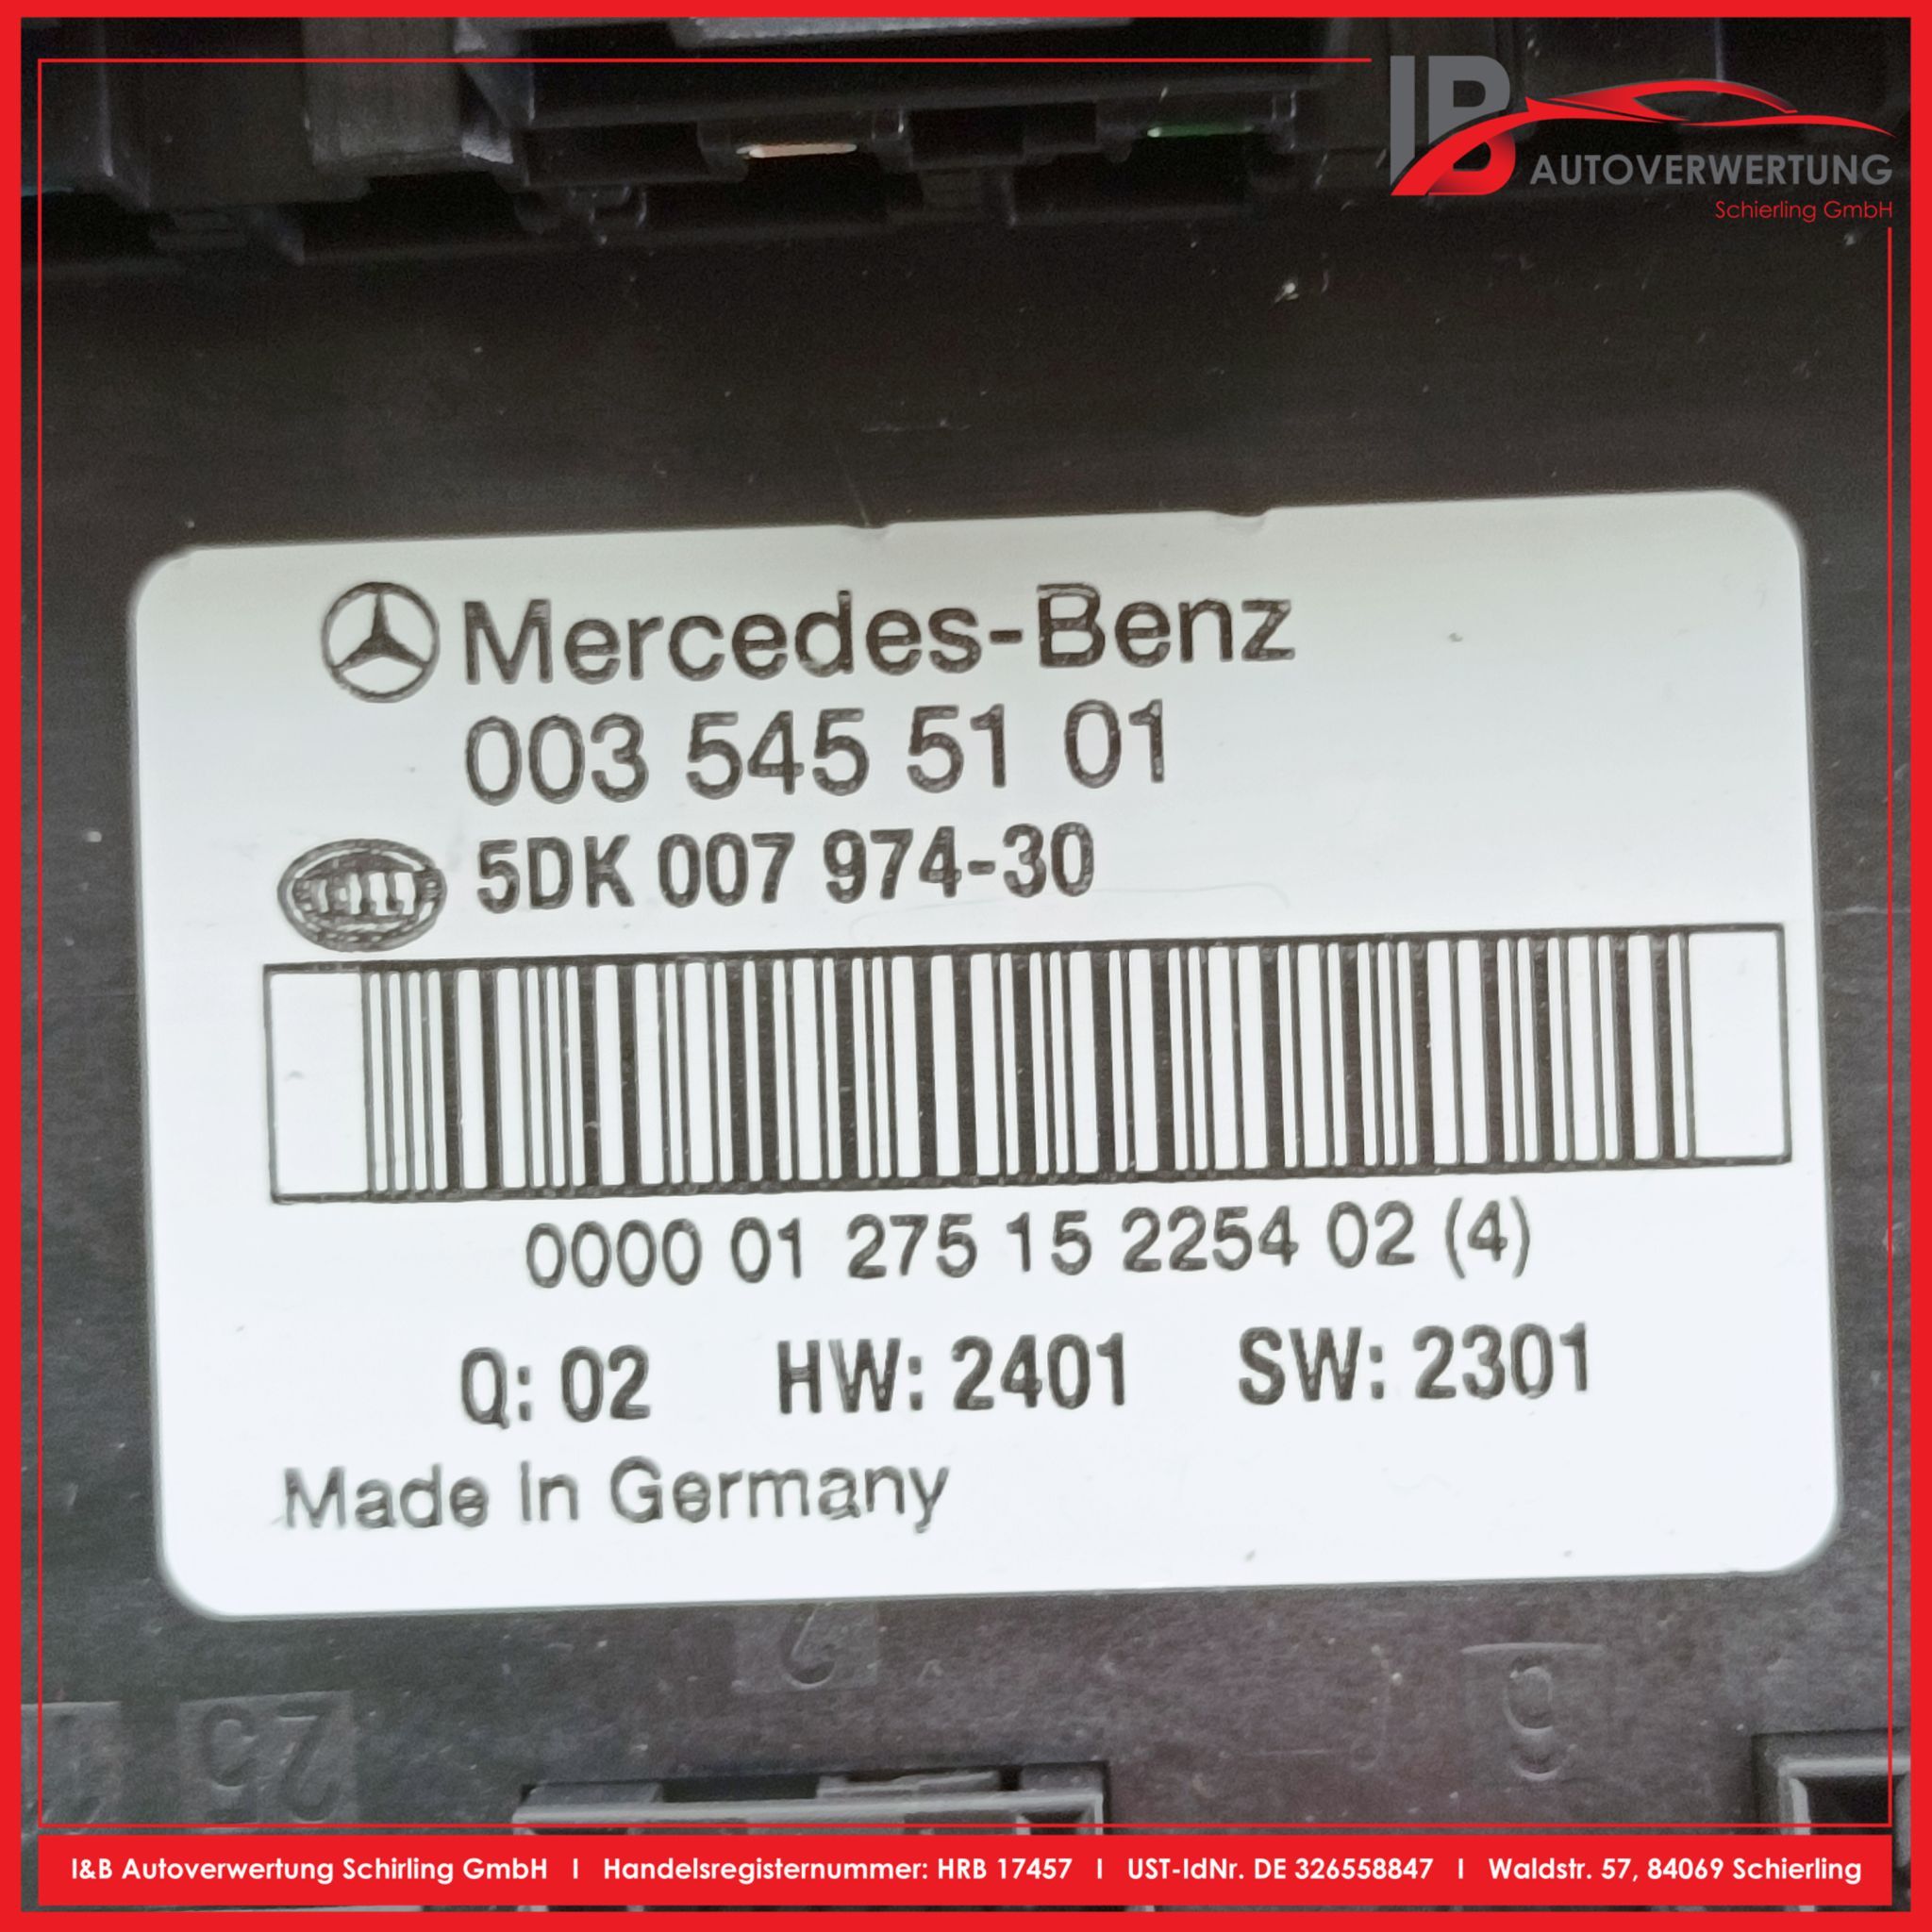 IB
AUTOVERWERTUNG
Schierling GmbH
Mercedes-Benz
003 545 51 01
HELLA
5DK 007 974-30
0000 01 275 15 2254 02 (4)
Q: 02 HW: 2401 SW: 2301
Made In Germany
25
I&B Autoverwertung Schirling GmbH I Handelsregisternummer: HRB 17457 I UST-IdNr. DE 326558847 I Waldstr. 57, 84069 Schierling